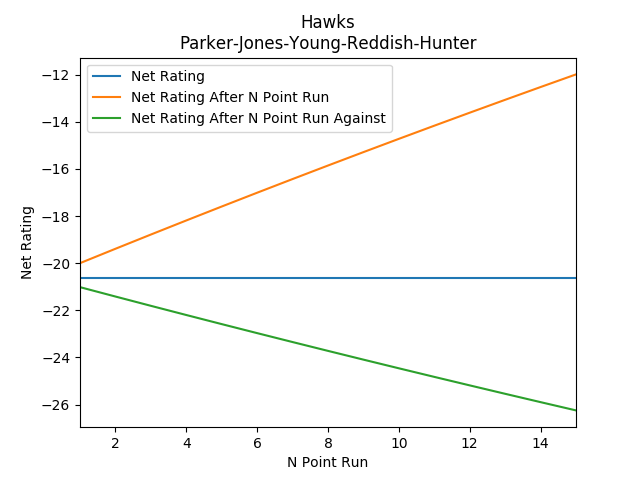 Hawks
Parker-Jones-Young-Reddish-Hunter
Net Rating
Net Rating After N Point Run
Net Rating After N Point Run Against
−12
−14
−16
−18
−20
−22
−24
−26
Net Rating
2 4 6 8 10 12 14
N Point Run